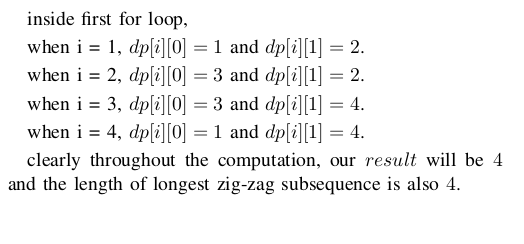 inside first for loop,
when i = 1, dp[i][0] = 1 and dp[i][1] = 2.
when i = 2, dp[i][0] = 3 and dp[i][1] = 2.
when i = 3, dp[i][0] = 3 and dp[i][1] = 4.
when i = 4, dp[i][0] = 1 and dp[i][1] = 4.
clearly throughout the computation, our result will be 4
and the length of longest zig-zag subsequence is also 4.